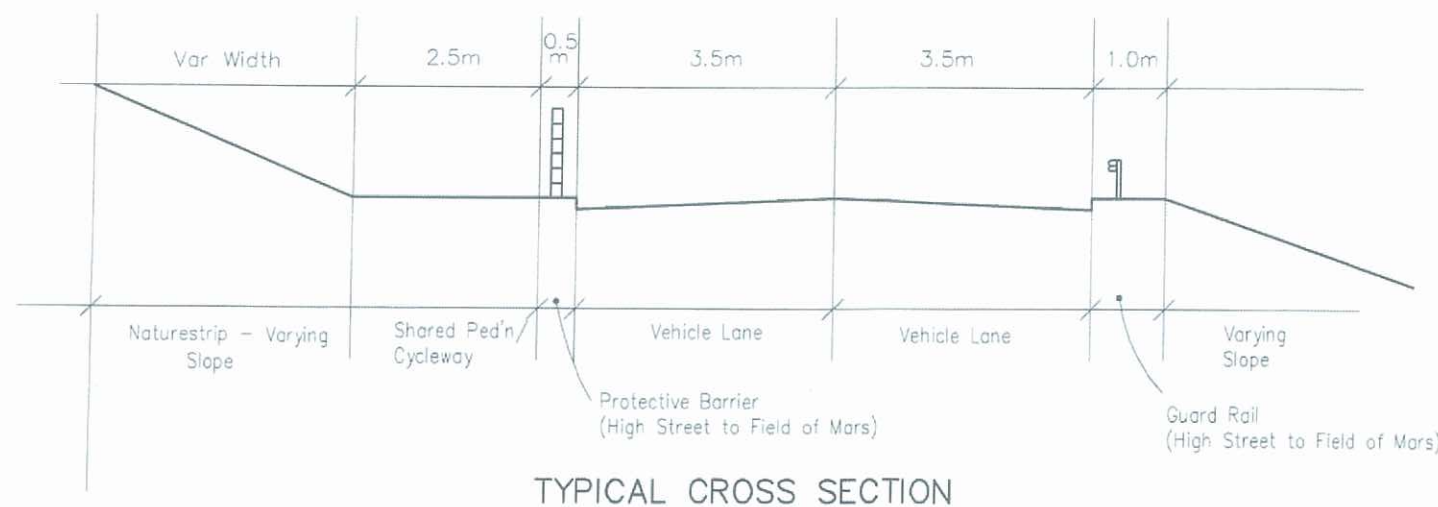 Var Width
2.5m
0.5
m
3.5m
3.5m
1.0m
Naturestrip - Varying
Slope
Shared Ped'n/
Cycleway
Vehicle Lane
Vehicle Lane
Varying
Slope
Protective Barrier
(High Street to Field of Mars)
Guard Rail
(High Street to Field of Mars)
TYPICAL CROSS SECTION